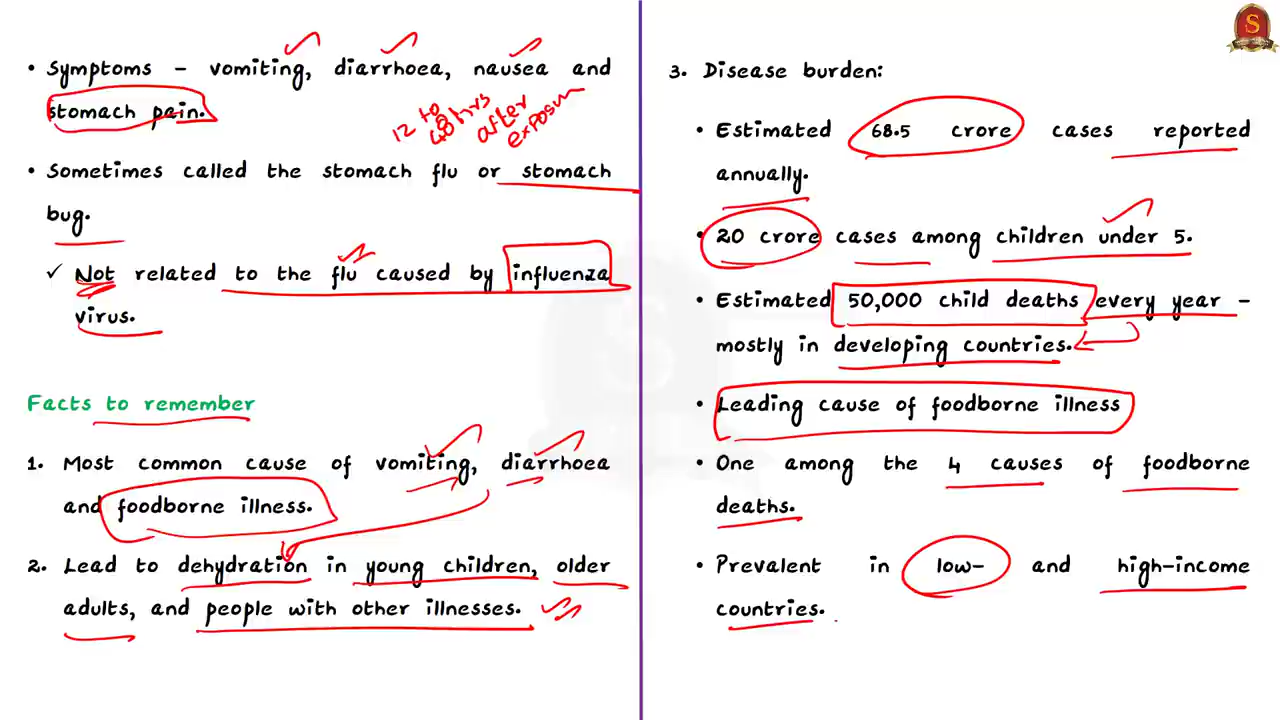 • Symptoms – vomiting, diarrhoea, nausea and
stomach pain.
12 to
48 hrs
after
exposure
• Sometimes called the stomach flu or stomach
bug.
✓ Not related to the flu caused by influenza
virus.
Facts to remember
1. Most common cause of vomiting, diarrhoea
and foodborne illness.
2. Lead to dehydration in young children, older
adults, and people with other illnesses.
3. Disease burden:
• Estimated 68.5 crore cases reported
annually.
• 20 crore cases among children under 5.
• Estimated 50,000 child deaths every year –
mostly in developing countries.
• Leading cause of foodborne illness
• One among the 4 causes of foodborne
deaths.
• Prevalent in low- and high-income
countries.
S